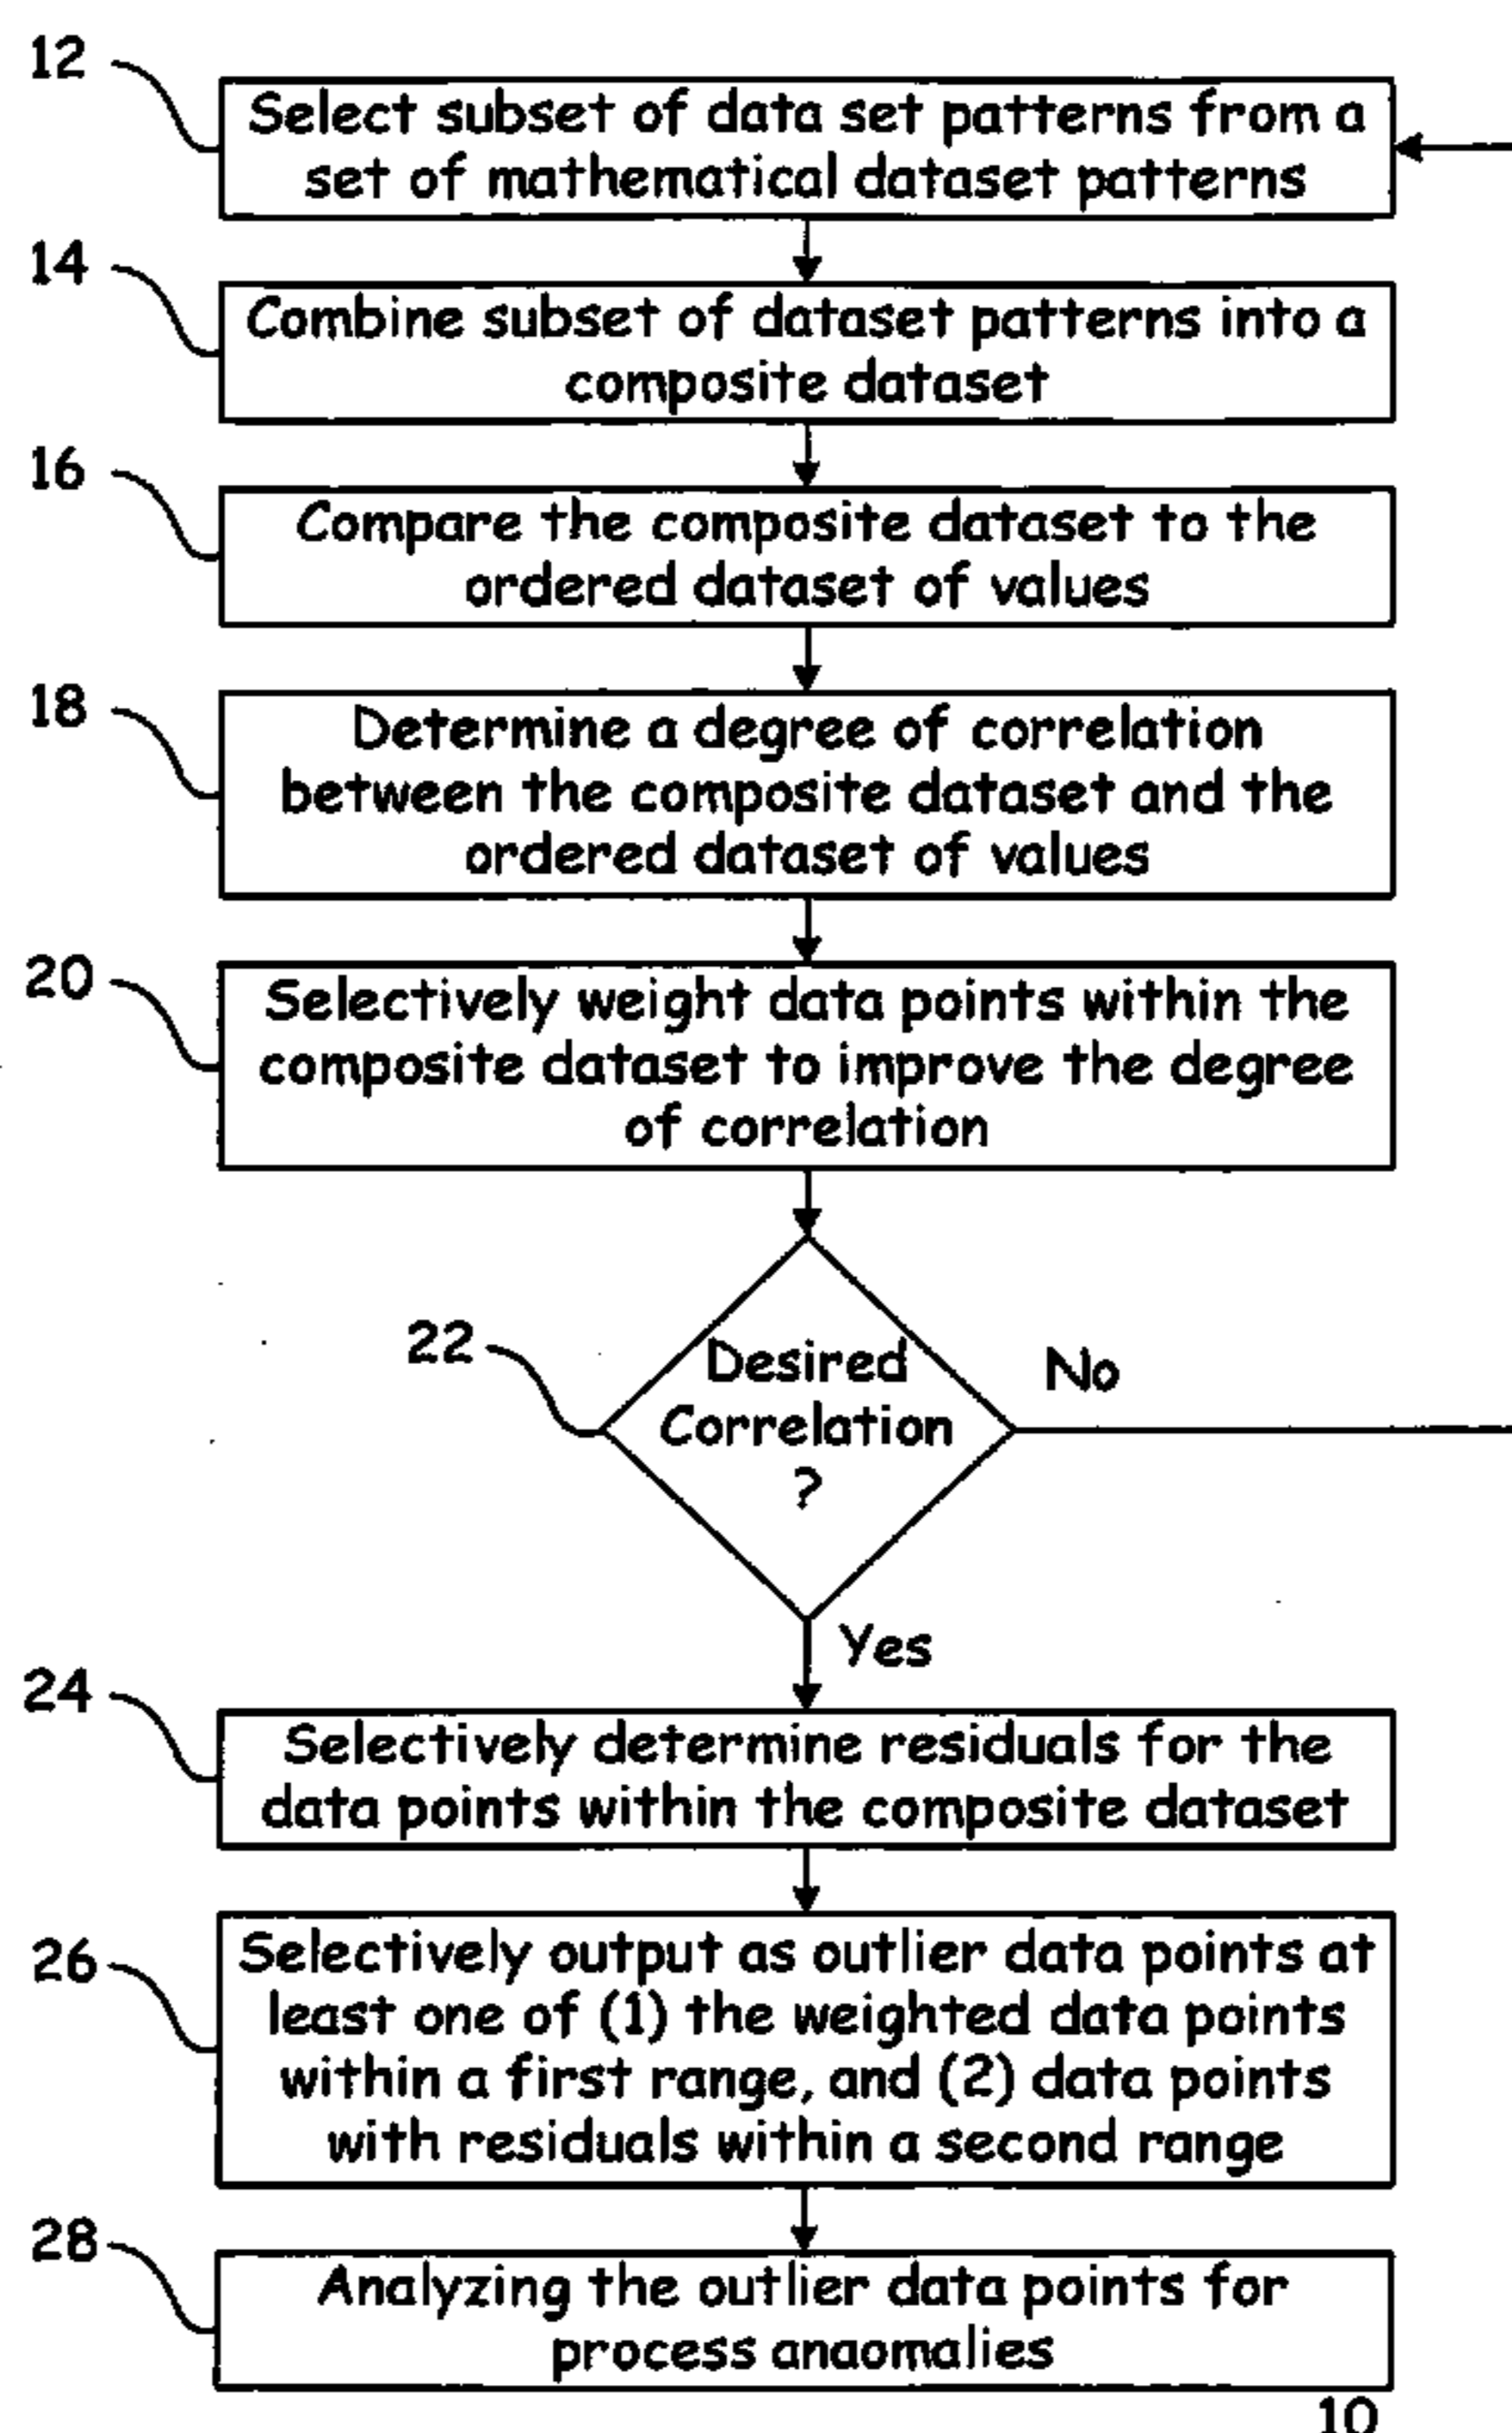 12
Select subset of data set patterns from a
set of mathematical dataset patterns
14
Combine subset of dataset patterns into a
composite dataset
16
Compare the composite dataset to the
ordered dataset of values
18
Determine a degree of correlation
between the composite dataset and the
ordered dataset of values
20
Selectively weight data points within the
composite dataset to improve the degree
of correlation
22
Desired
Correlation
?
No
Yes
24
Selectively determine residuals for the
data points within the composite dataset
26
Selectively output as outlier data points at
least one of (1) the weighted data points
within a first range, and (2) data points
with residuals within a second range
28
Analyzing the outlier data points for
process anaomalies
10